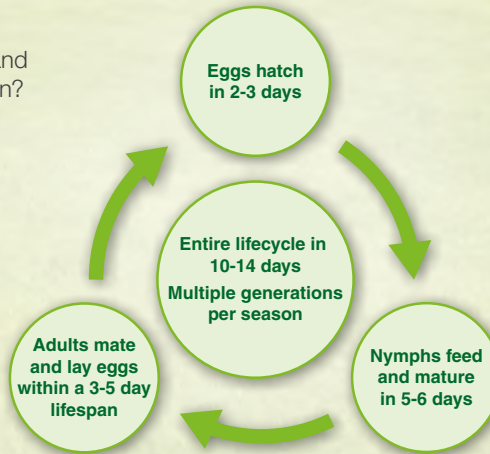 and
n?
Eggs hatch
in 2-3 days
Entire lifecycle in
10-14 days
Multiple generations
per season
Nymphs feed
and mature
in 5-6 days
Adults mate
and lay eggs
within a 3-5 day
lifespan